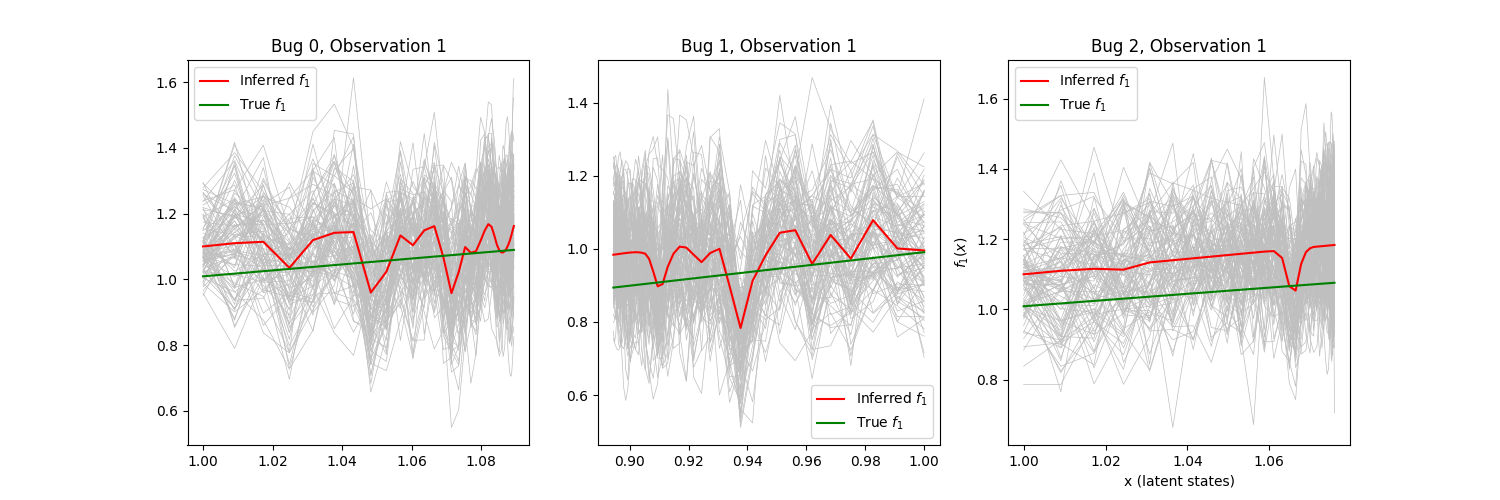 Bug 0, Observation 1
Inferred f₁
True f₁
1.6
1.4
1.2
1.0
0.8
0.6
1.00 1.02 1.04 1.06 1.08
Bug 1, Observation 1
1.4
1.2
1.0
0.8
0.6
Inferred f₁
True f₁
0.90 0.92 0.94 0.96 0.98 1.00
Bug 2, Observation 1
Inferred f₁
True f₁
f₁(x)
1.6
1.4
1.2
1.0
0.8
1.00 1.02 1.04 1.06
x (latent states)